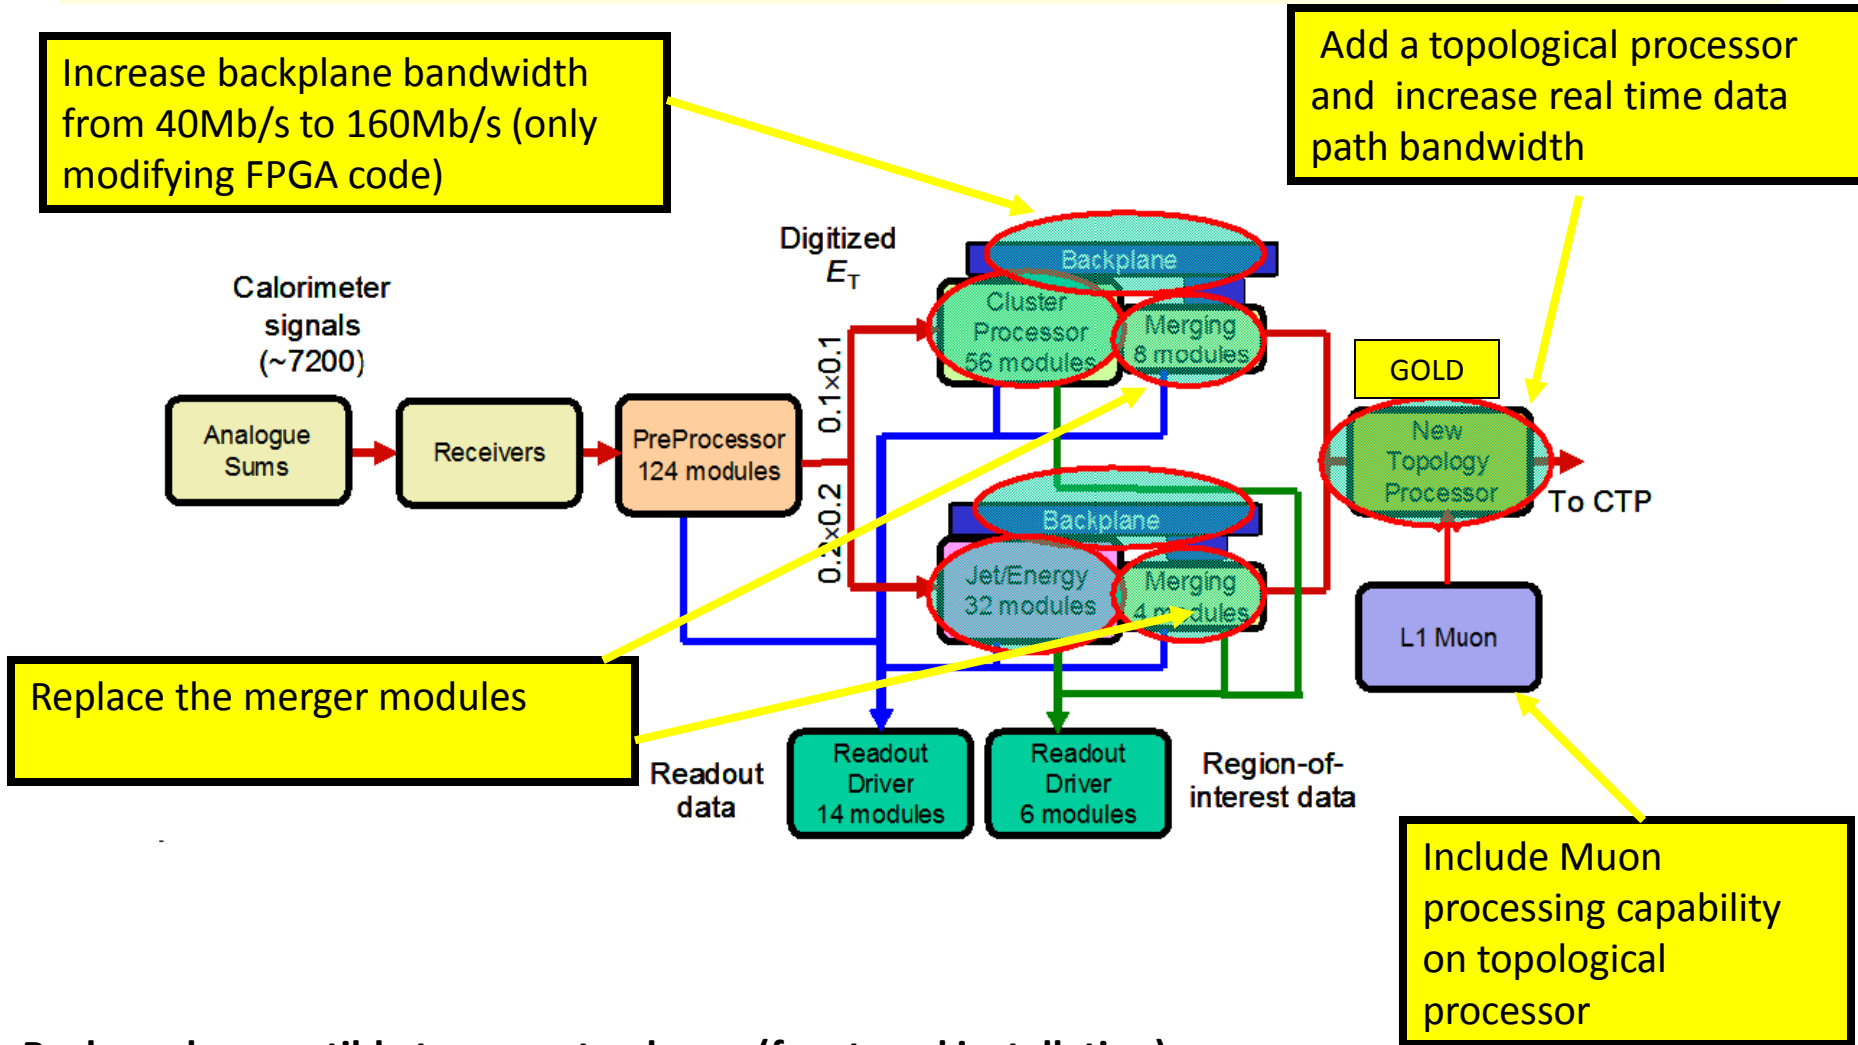 Increase backplane bandwidth
from 40Mb/s to 160Mb/s (only
modifying FPGA code)
Add a topological processor
and increase real time data
path bandwidth
Digitized
E_T
Calorimeter
signals
(~7200)
Backplane
Cluster
Processor
56 modules
Merging
8 modules
0.1×0.1
GOLD
Analogue
Sums
Receivers
PreProcessor
124 modules
New
Topology
Processor
To CTP
0.2×0.2
Backplane
Jet/Energy
32 modules
Merging
4 modules
L1 Muon
Replace the merger modules
Readout
data
Readout
Driver
14 modules
Readout
Driver
6 modules
Region-of-
interest data
Include Muon
processing capability
on topological
processor